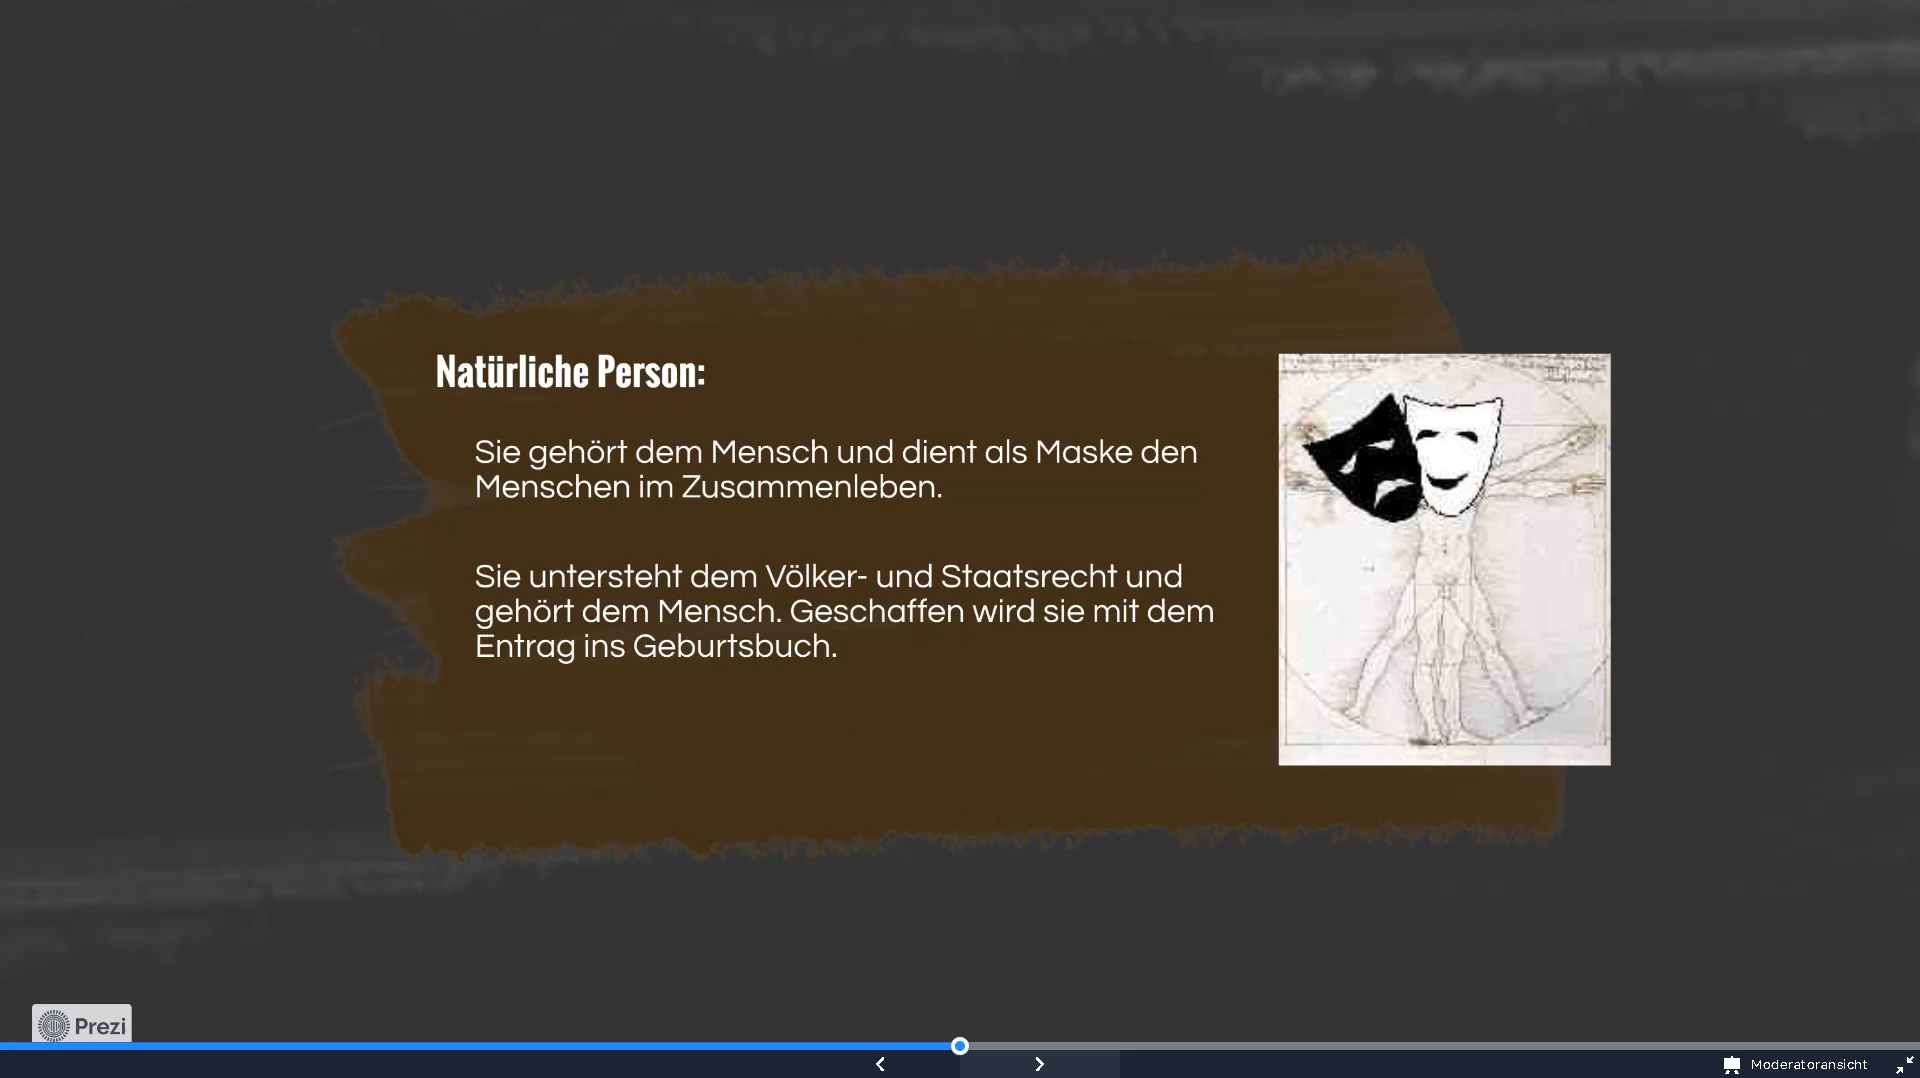 Natürliche Person:
Sie gehört dem Mensch und dient als Maske den
Menschen im Zusammenleben.
Sie untersteht dem Völker- und Staatsrecht und
gehört dem Mensch. Geschaffen wird sie mit dem
Entrag ins Geburtsbuch.
Prezi
Moderatoransicht